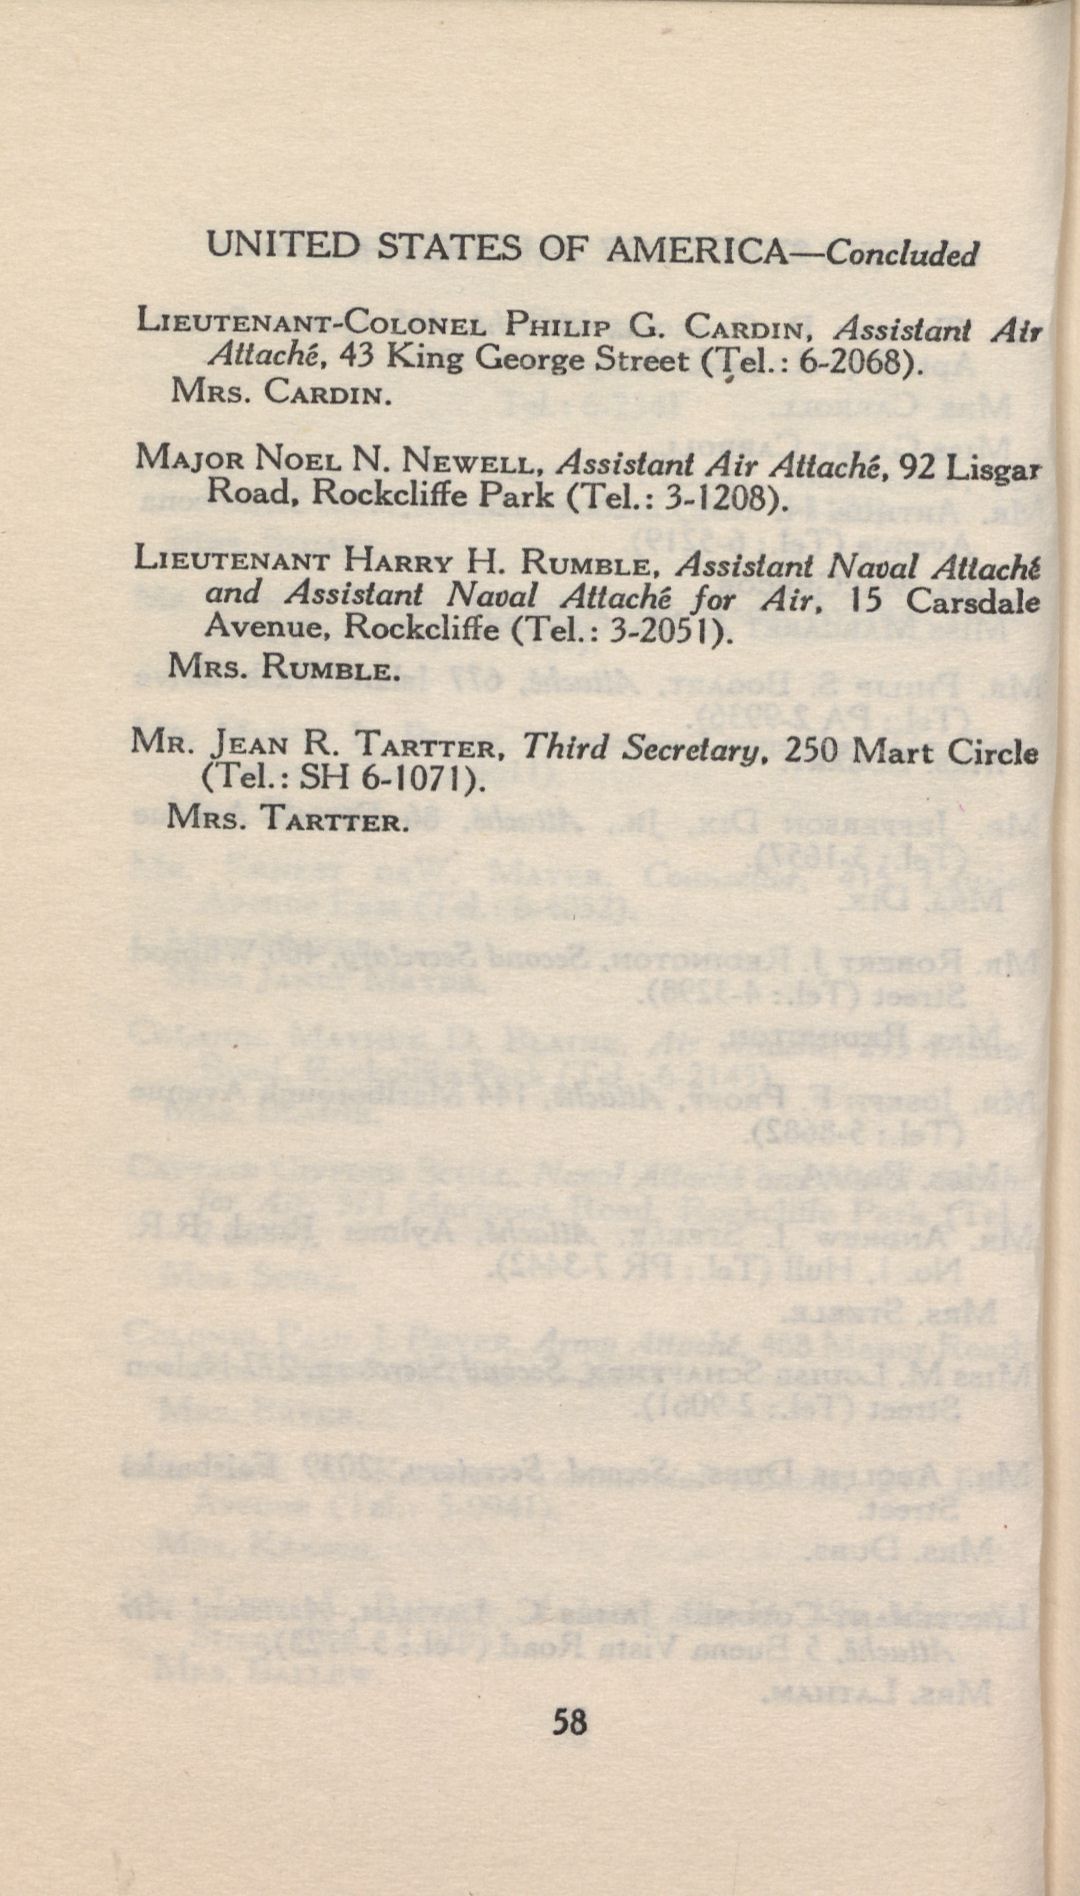 UNITED STATES OF AMERICA—Concluded
LIEUTENANT-COLONEL PHILIP G. CARDIN, Assistant Air
Attaché, 43 King George Street (Tel.: 6-2068).
MRS. CARDIN.
MAJOR NOEL N. NEWELL, Assistant Air Attaché, 92 Lisgar
Road, Rockcliffe Park (Tel.: 3-1208).
LIEUTENANT HARRY H. RUMBLE, Assistant Naval Attaché
and Assistant Naval Attaché for Air, 15 Carsdale
Avenue, Rockcliffe (Tel.: 3-2051).
MRS. RUMBLE.
MR. JEAN R. TARTTER, Third Secretary, 250 Mart Circle
(Tel.: SH 6-1071).
MRS. TARTTER.
58